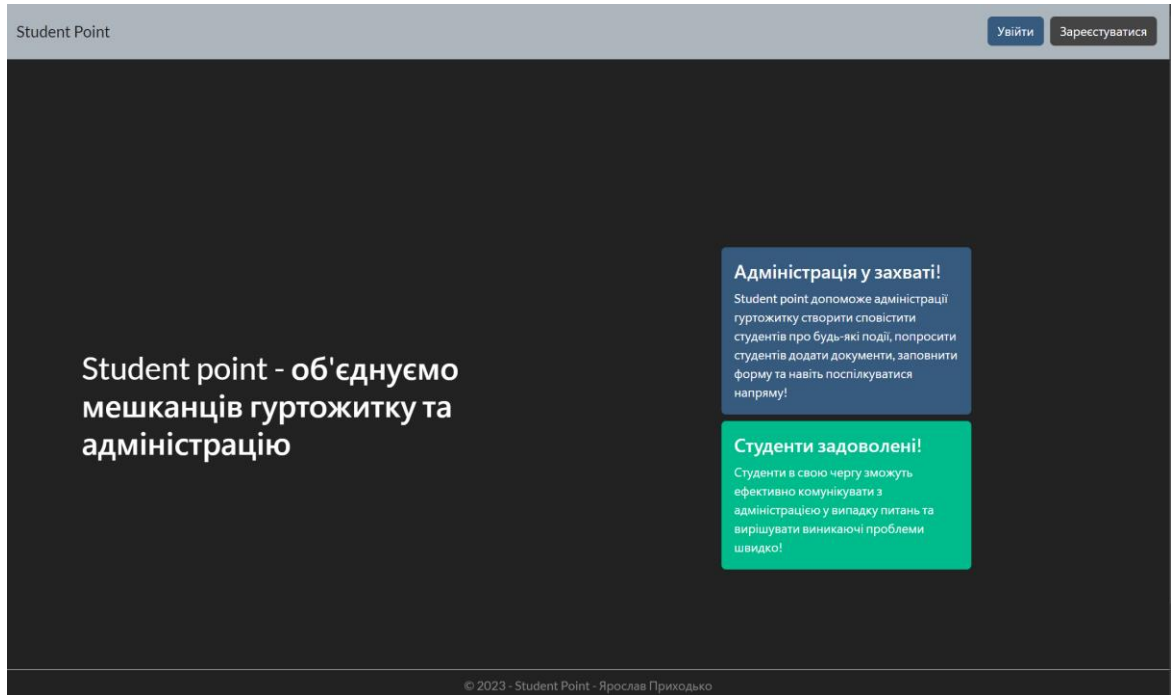 Student Point
Увійти
Зареєстуватися
Student point - об'єднуємо
мешканців гуртожитку та
адміністрацію
Адміністрація у захваті!
Student point допоможе адміністрації
гуртожитку створити сповістити
студентів про будь-які події, попросити
студентів додати документи, заповнити
форму та навіть поспілкуватися
напряму!
Студенти задоволені!
Студенти в свою чергу зможуть
ефективно комунікувати з
адміністрацією у випадку питань та
вирішувати виникаючі проблеми
швидко!
© 2023 - Student Point - Ярослав Приходько